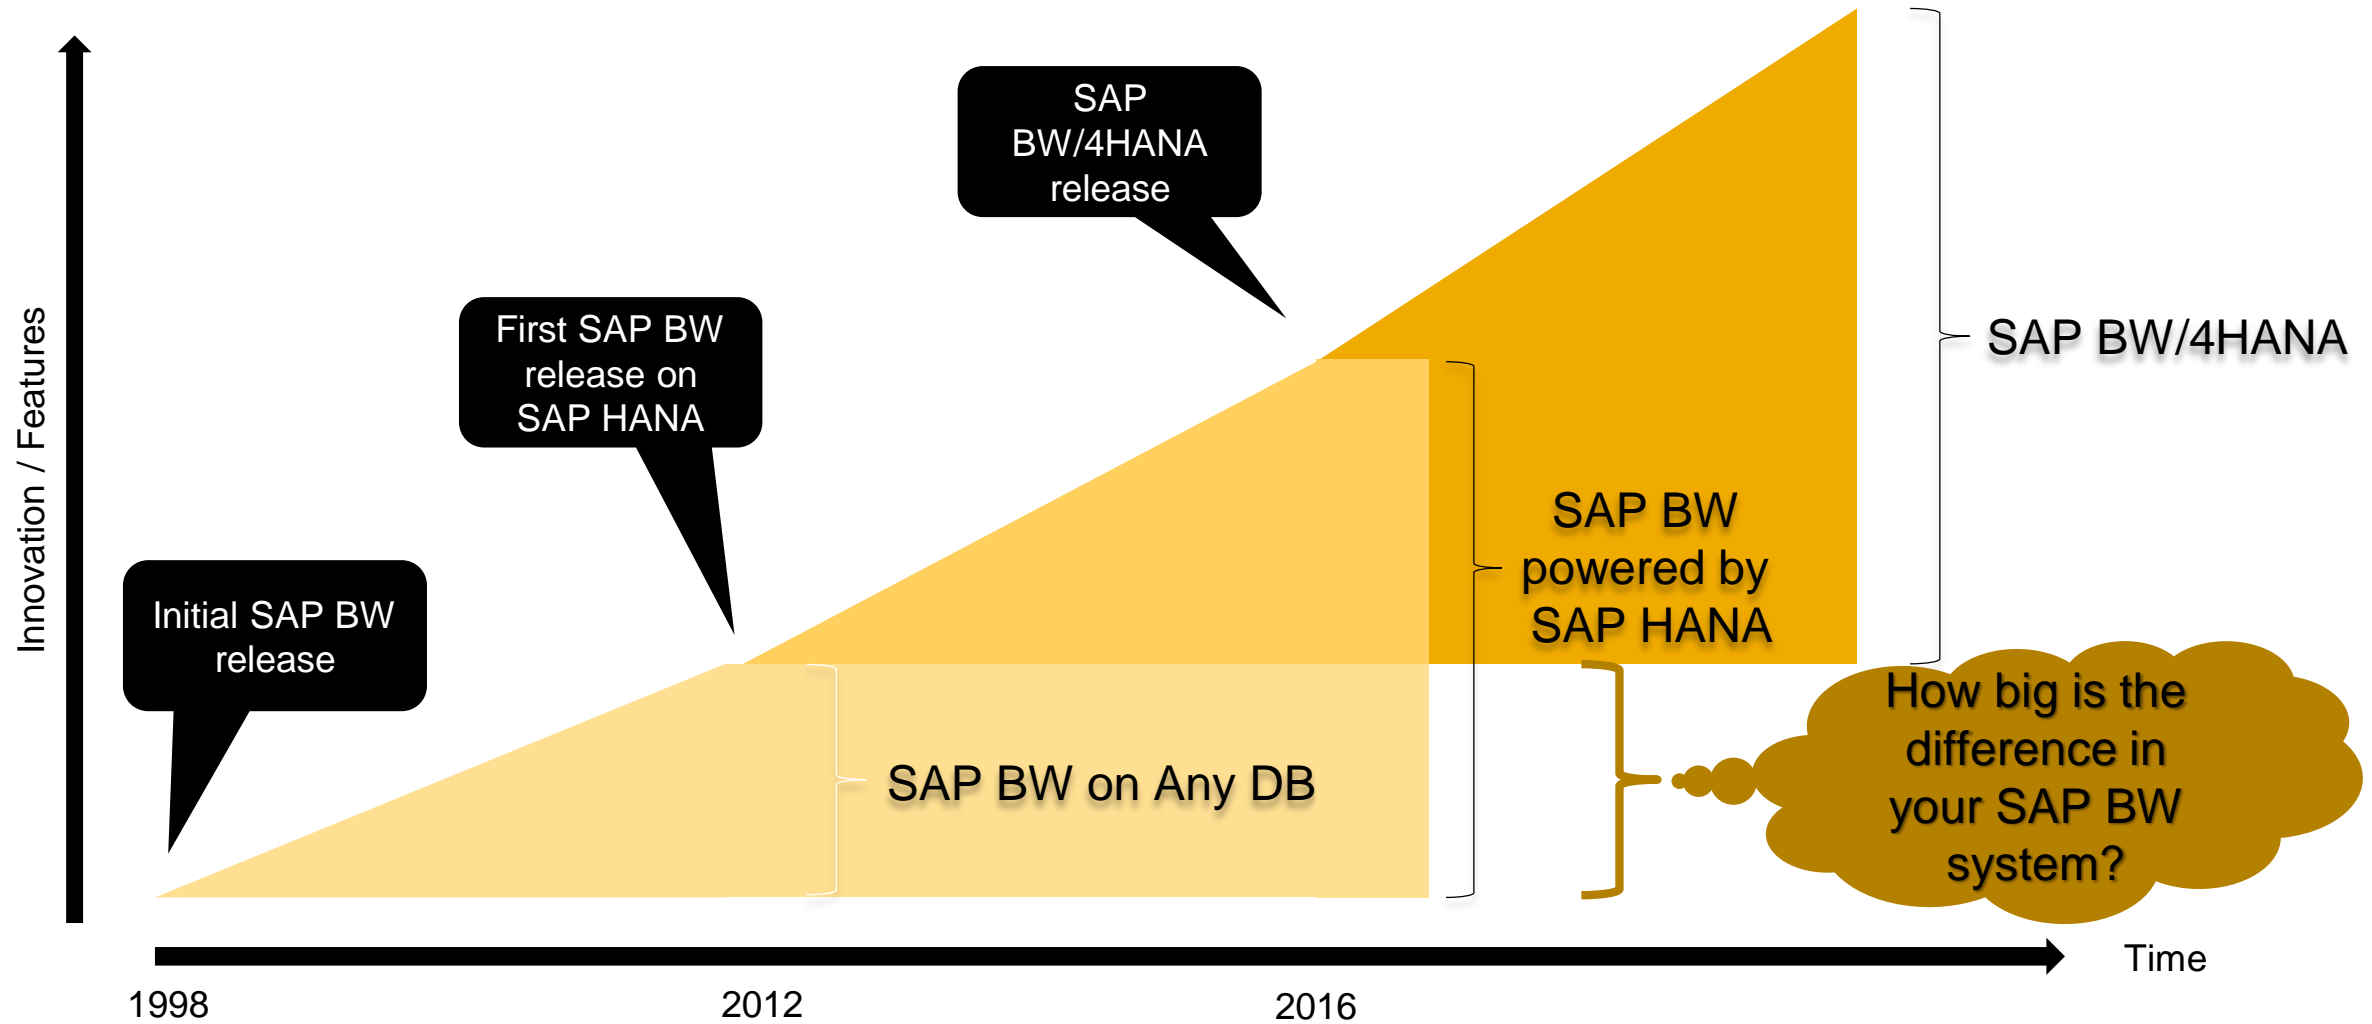 SAP
BW/4HANA
release
First SAP BW
release on
SAP HANA
Initial SAP BW
release
Innovation / Features
SAP BW/4HANA
SAP BW
powered by
SAP HANA
SAP BW on Any DB
How big is the
difference in
your SAP BW
system?
Time
1998
2012
2016